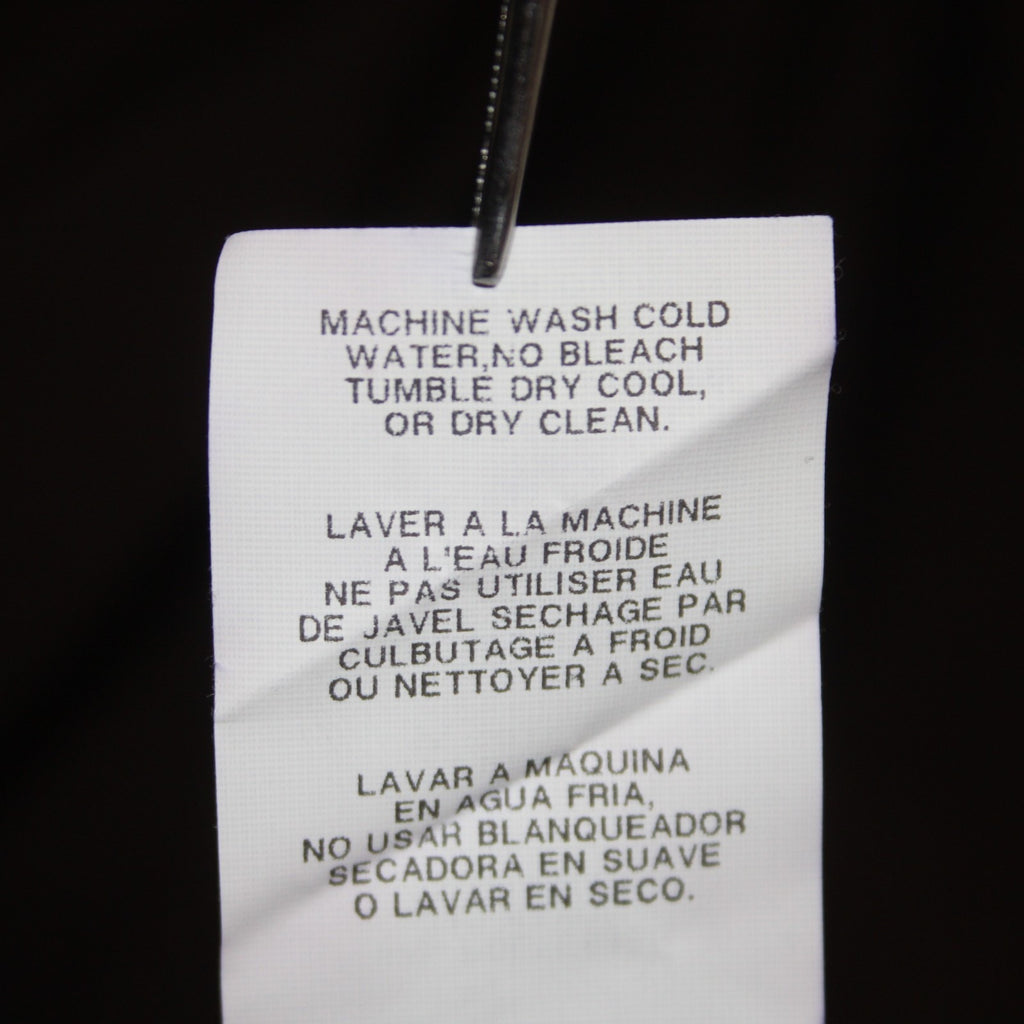 MACHINE WASH COLD
WATER,NO BLEACH
TUMBLE DRY COOL,
OR DRY CLEAN.
LAVER A LA MACHINE
A L'EAU FROIDE
NE PAS UTILISER EAU
DE JAVEL SECHAGE PAR
CULBUTAGE A FROID
OU NETTOYER A SEC.
LAVAR A MAQUINA
EN AGUA FRIA,
NO USAR BLANQUEADOR
SECADORA EN SUAVE
O LAVAR EN SECO.